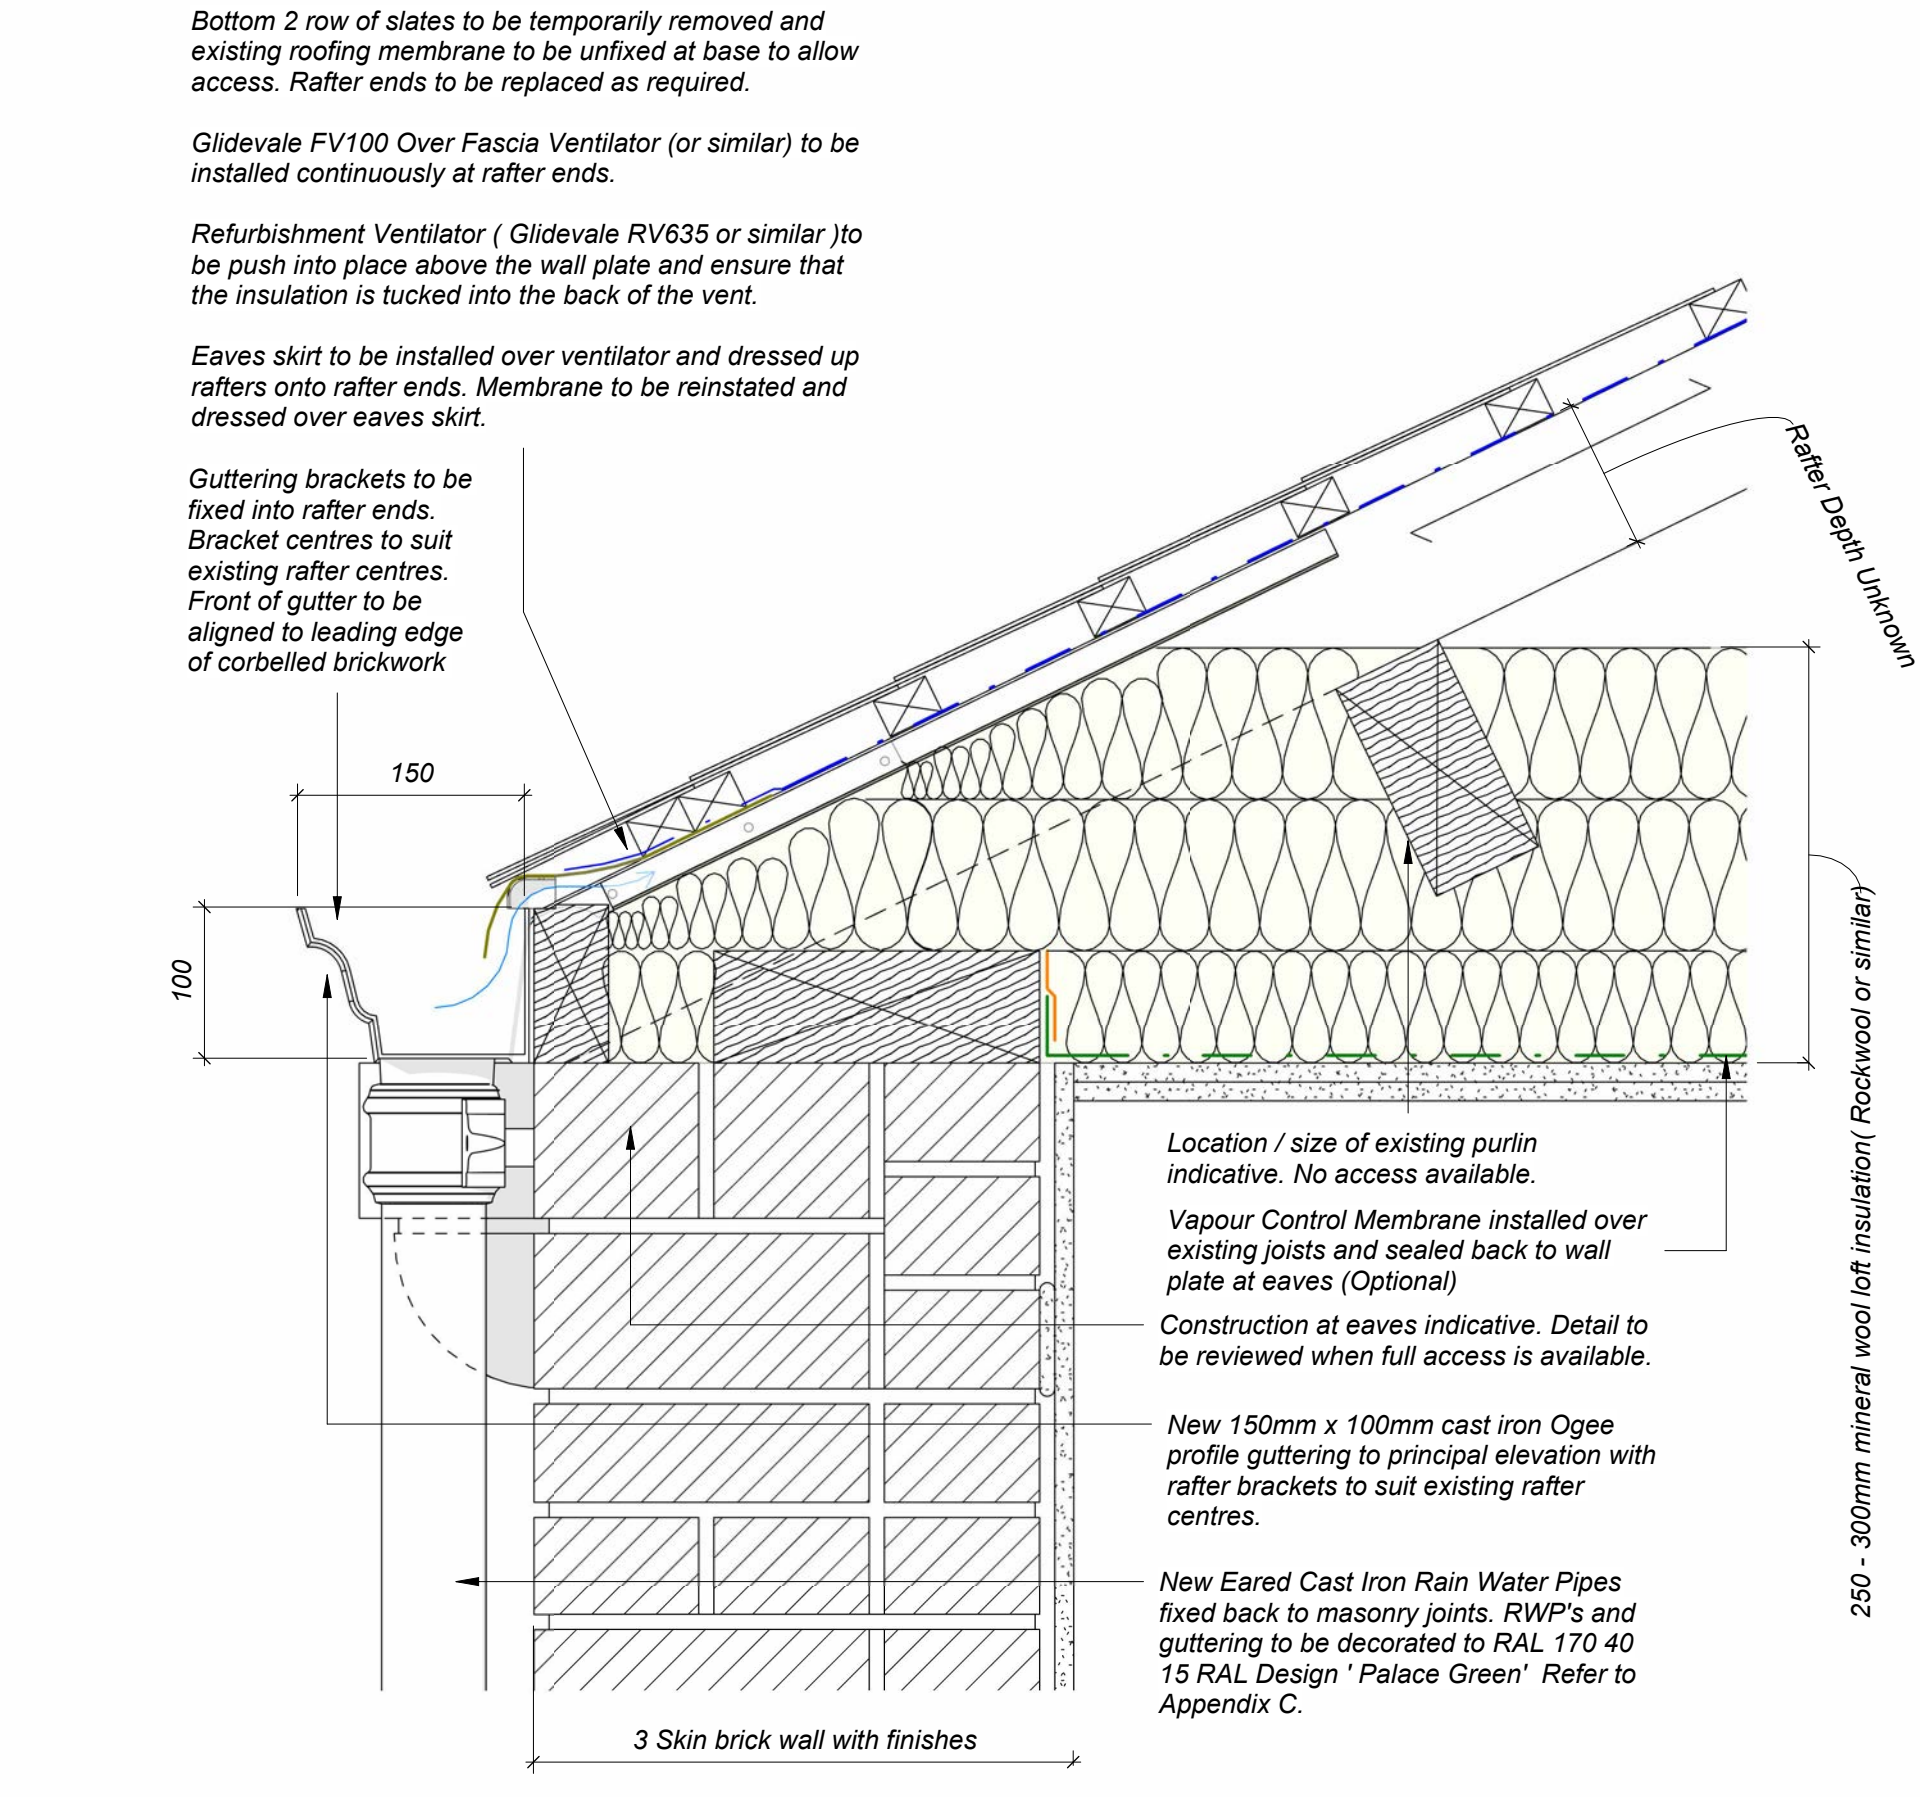 Bottom 2 row of slates to be temporarily removed and
existing roofing membrane to be unfixed at base to allow
access. Rafter ends to be replaced as required.
Glidevale FV100 Over Fascia Ventilator (or similar) to be
installed continuously at rafter ends.
Refurbishment Ventilator ( Glidevale RV635 or similar )to
be push into place above the wall plate and ensure that
the insulation is tucked into the back of the vent.
Eaves skirt to be installed over ventilator and dressed up
rafters onto rafter ends. Membrane to be reinstated and
dressed over eaves skirt.
Guttering brackets to be
fixed into rafter ends.
Bracket centres to suit
existing rafter centres.
Front of gutter to be
aligned to leading edge
of corbelled brickwork
Rafter Depth Unknown
150
100
250 - 300mm mineral wool loft insulation( Rockwool or similar)
Location / size of existing purlin
indicative. No access available.
Vapour Control Membrane installed over
existing joists and sealed back to wall
plate at eaves (Optional)
Construction at eaves indicative. Detail to
be reviewed when full access is available.
New 150mm x 100mm cast iron Ogee
profile guttering to principal elevation with
rafter brackets to suit existing rafter
centres.
New Eared Cast Iron Rain Water Pipes
fixed back to masonry joints. RWP's and
guttering to be decorated to RAL 170 40
15 RAL Design ' Palace Green'  Refer to
Appendix C.
3 Skin brick wall with finishes